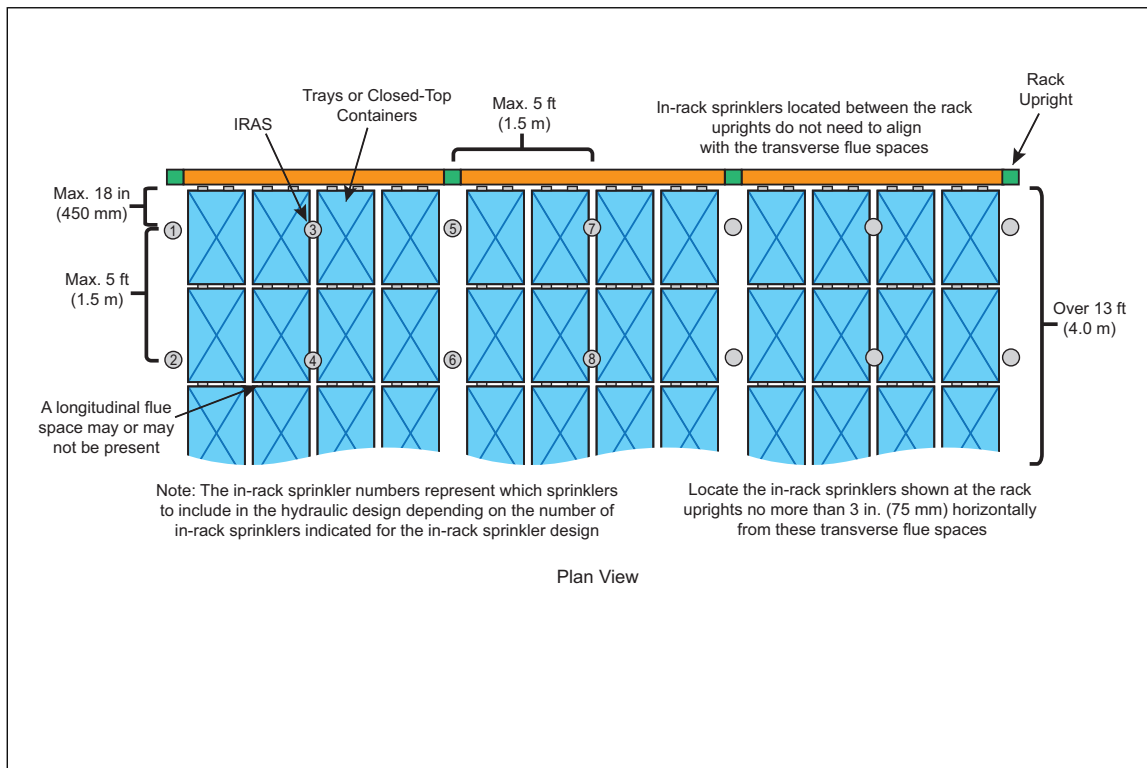 Rack
Upright
Trays or Closed-Top
Containers
IRAS
Max. 5 ft
(1.5 m)
In-rack sprinklers located between the rack
uprights do not need to align
with the transverse flue spaces
Max. 18 in
(450 mm)
1
3
5
7
Max. 5 ft
(1.5 m)
Over 13 ft
(4.0 m)
2
4
6
8
A longitudinal flue
space may or may
not be present
Note: The in-rack sprinkler numbers represent which sprinklers
to include in the hydraulic design depending on the number of
in-rack sprinklers indicated for the in-rack sprinkler design
Locate the in-rack sprinklers shown at the rack
uprights no more than 3 in. (75 mm) horizontally
from these transverse flue spaces
Plan View